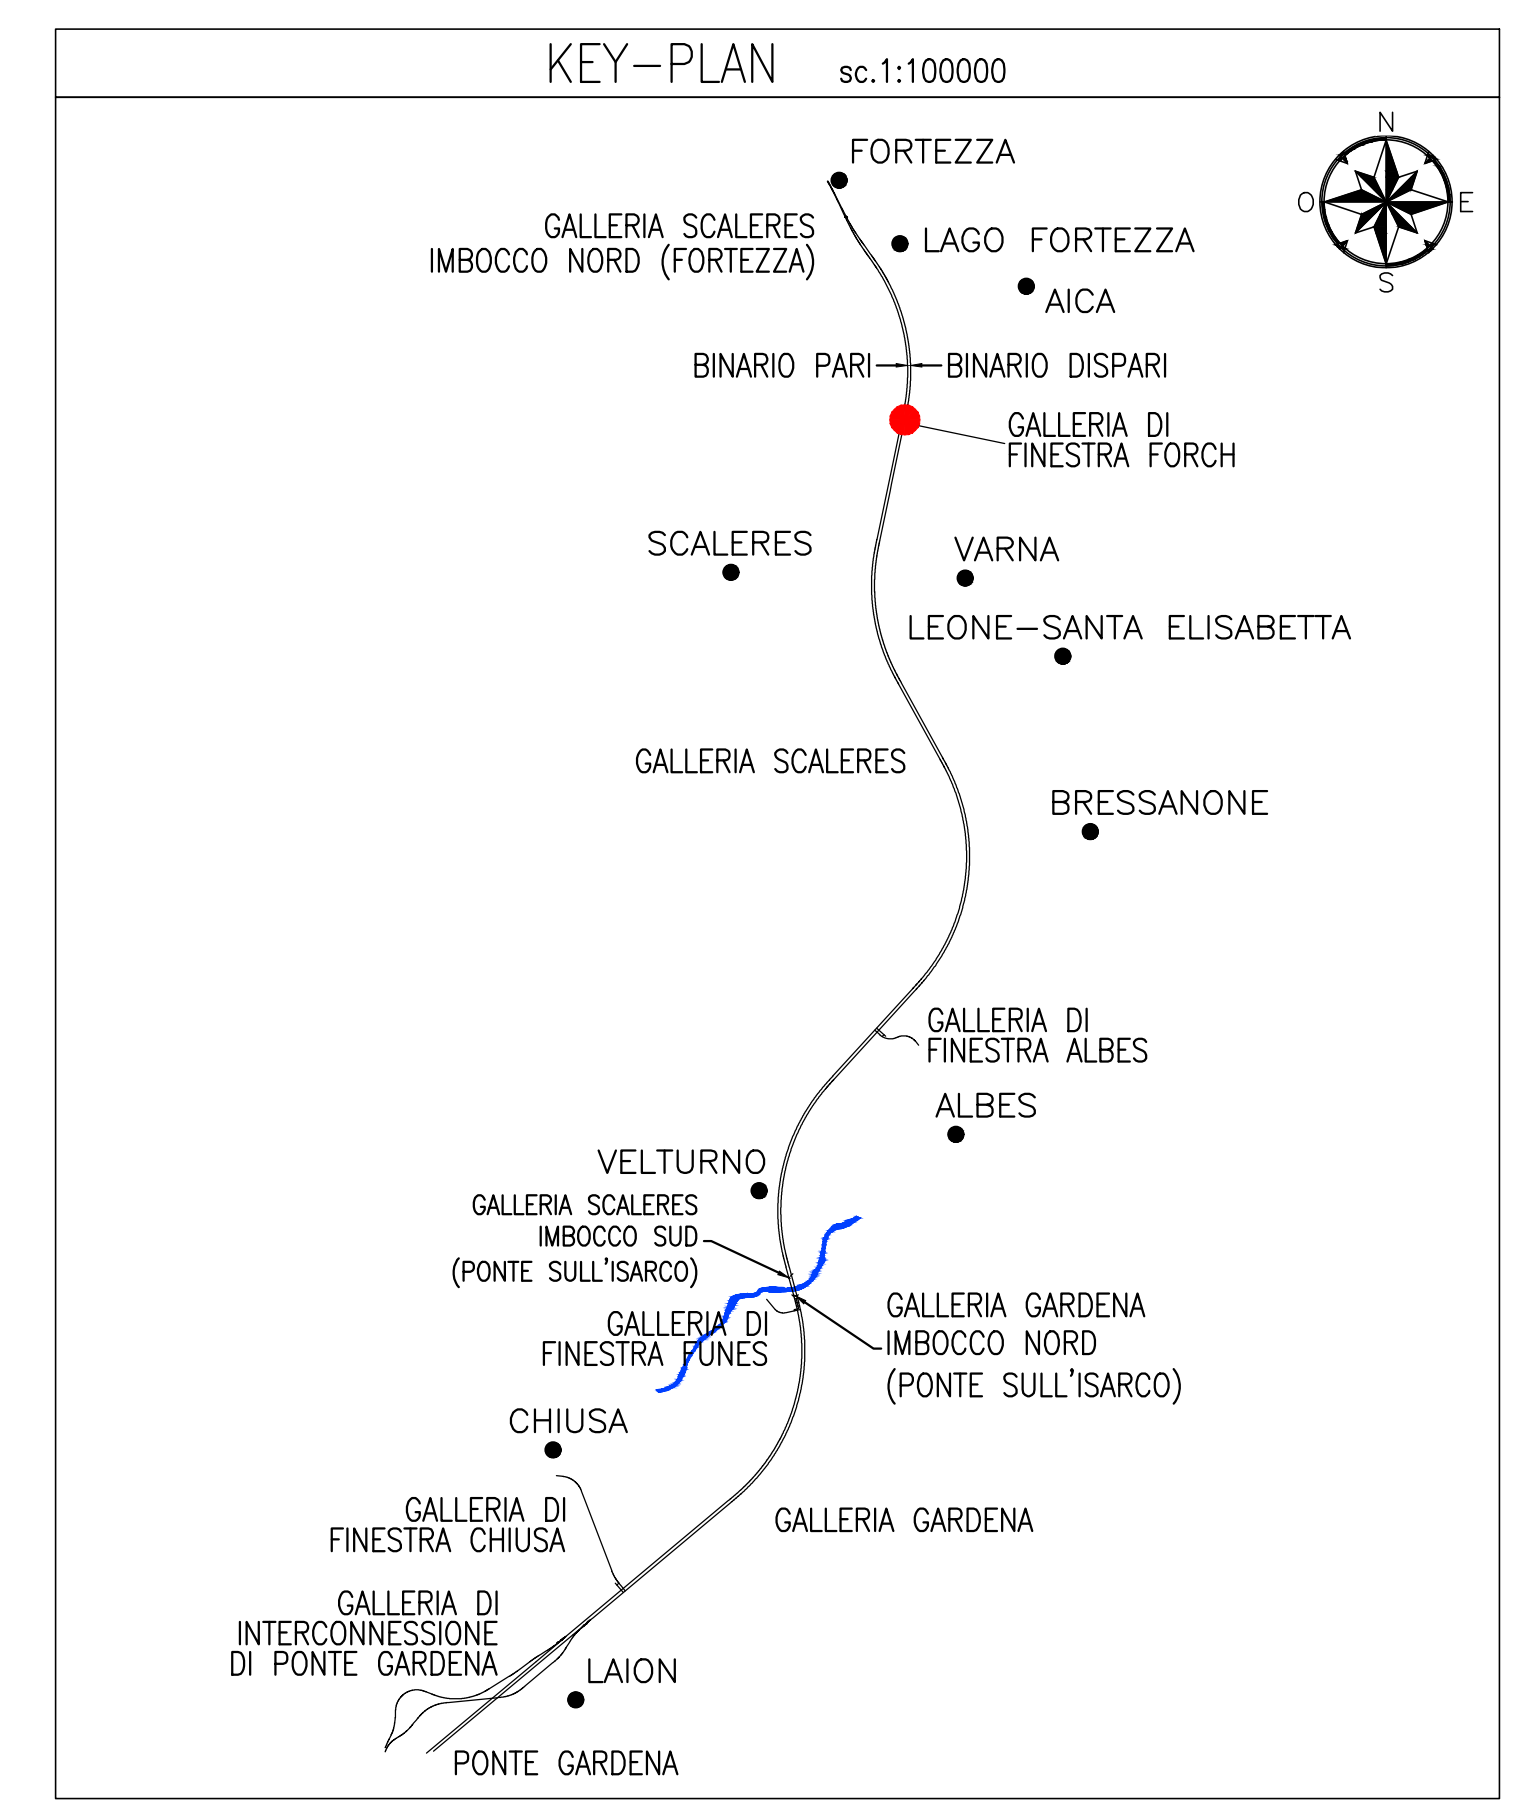 KEY-PLAN sc.1:100000
N
O
E
S
FORTEZZA
GALLERIA SCALERES
IMBOCCO NORD (FORTEZZA)
LAGO FORTEZZA
AICA
BINARIO PARI
BINARIO DISPARI
GALLERIA DI
FINESTRA FORCH
SCALERES
VARNA
LEONE-SANTA ELISABETTA
GALLERIA SCALERES
BRESSANONE
GALLERIA DI
FINESTRA ALBES
ALBES
VELTURNO
GALLERIA SCALERES
IMBOCCO SUD
(PONTE SULL'ISARCO)
GALLERIA DI
FINESTRA FUNES
GALLERIA GARDENA
IMBOCCO NORD
(PONTE SULL'ISARCO)
CHIUSA
GALLERIA DI
FINESTRA CHIUSA
GALLERIA GARDENA
GALLERIA DI
INTERCONNESSIONE
DI PONTE GARDENA
LAION
PONTE GARDENA